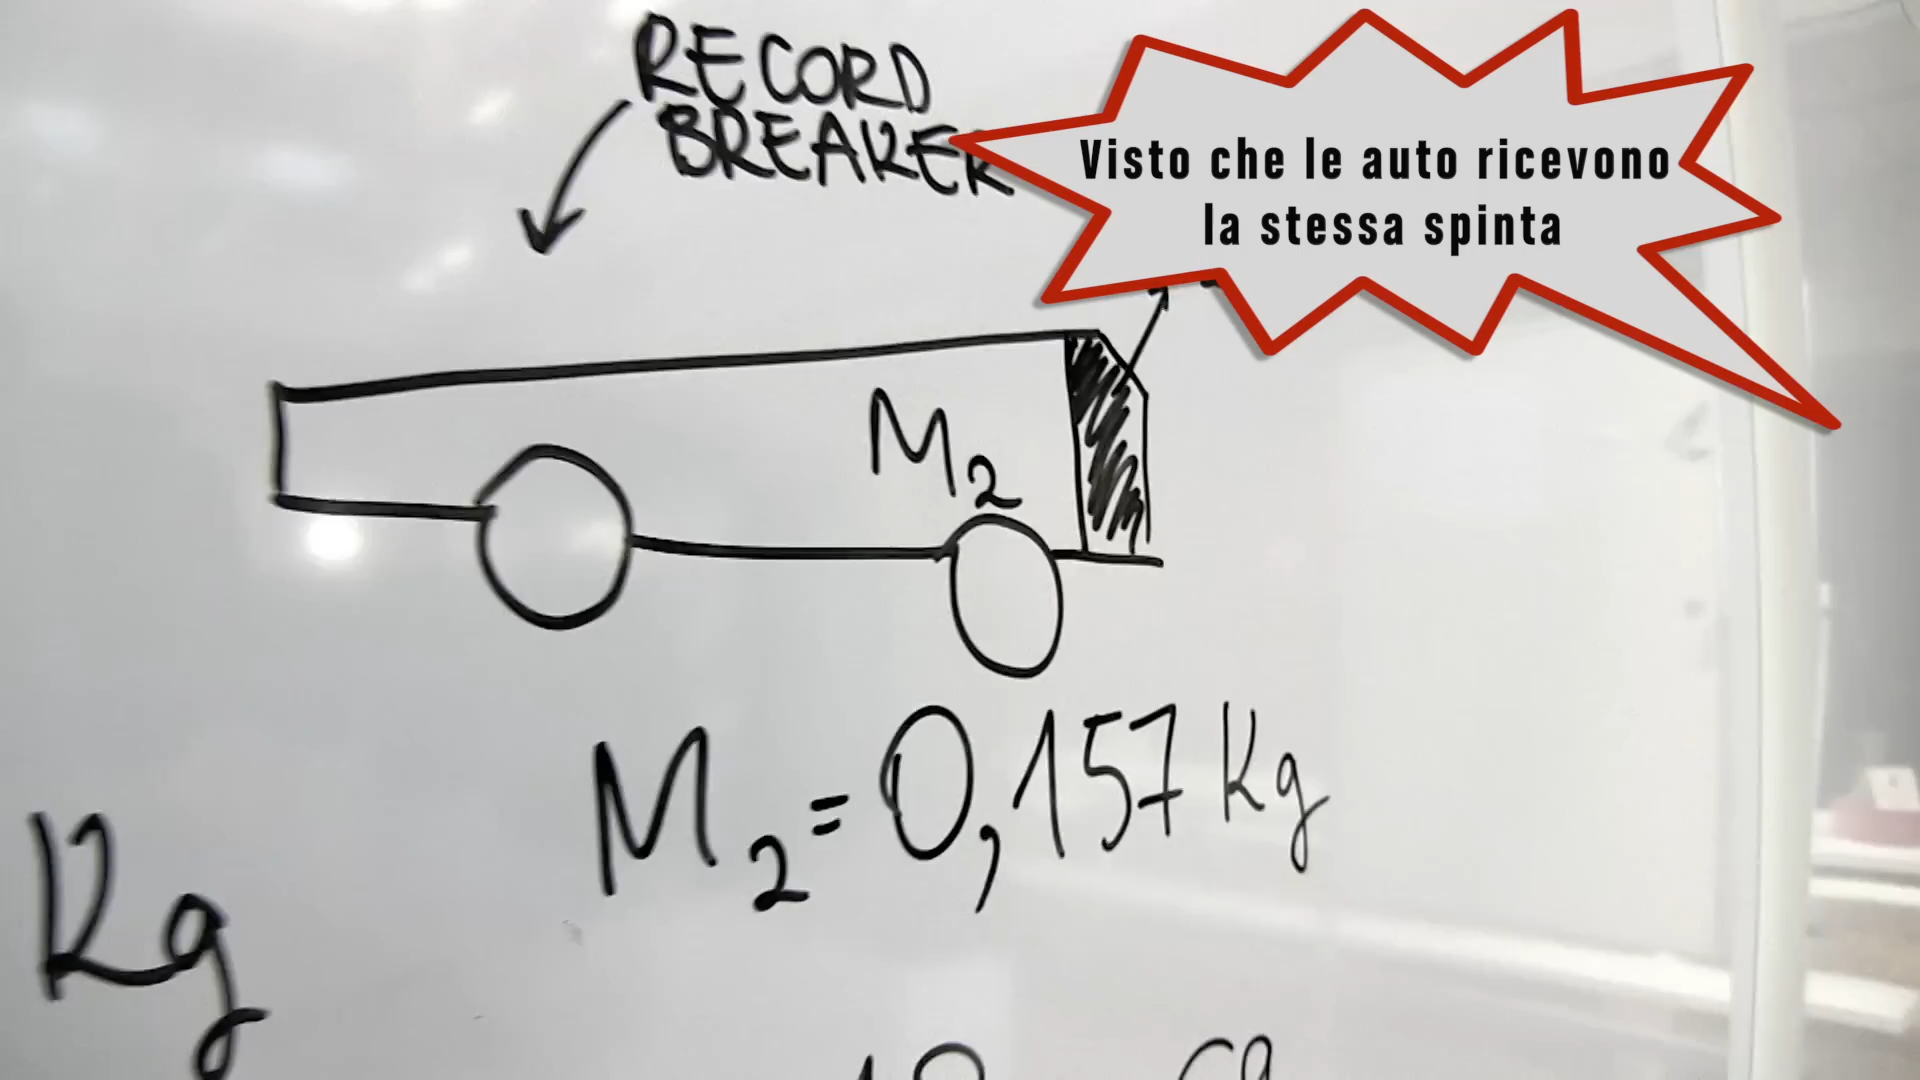 RECORD
BREAKER
Visto che le auto ricevono
la stessa spinta
M2
M2 = 0,157 Kg
Kg